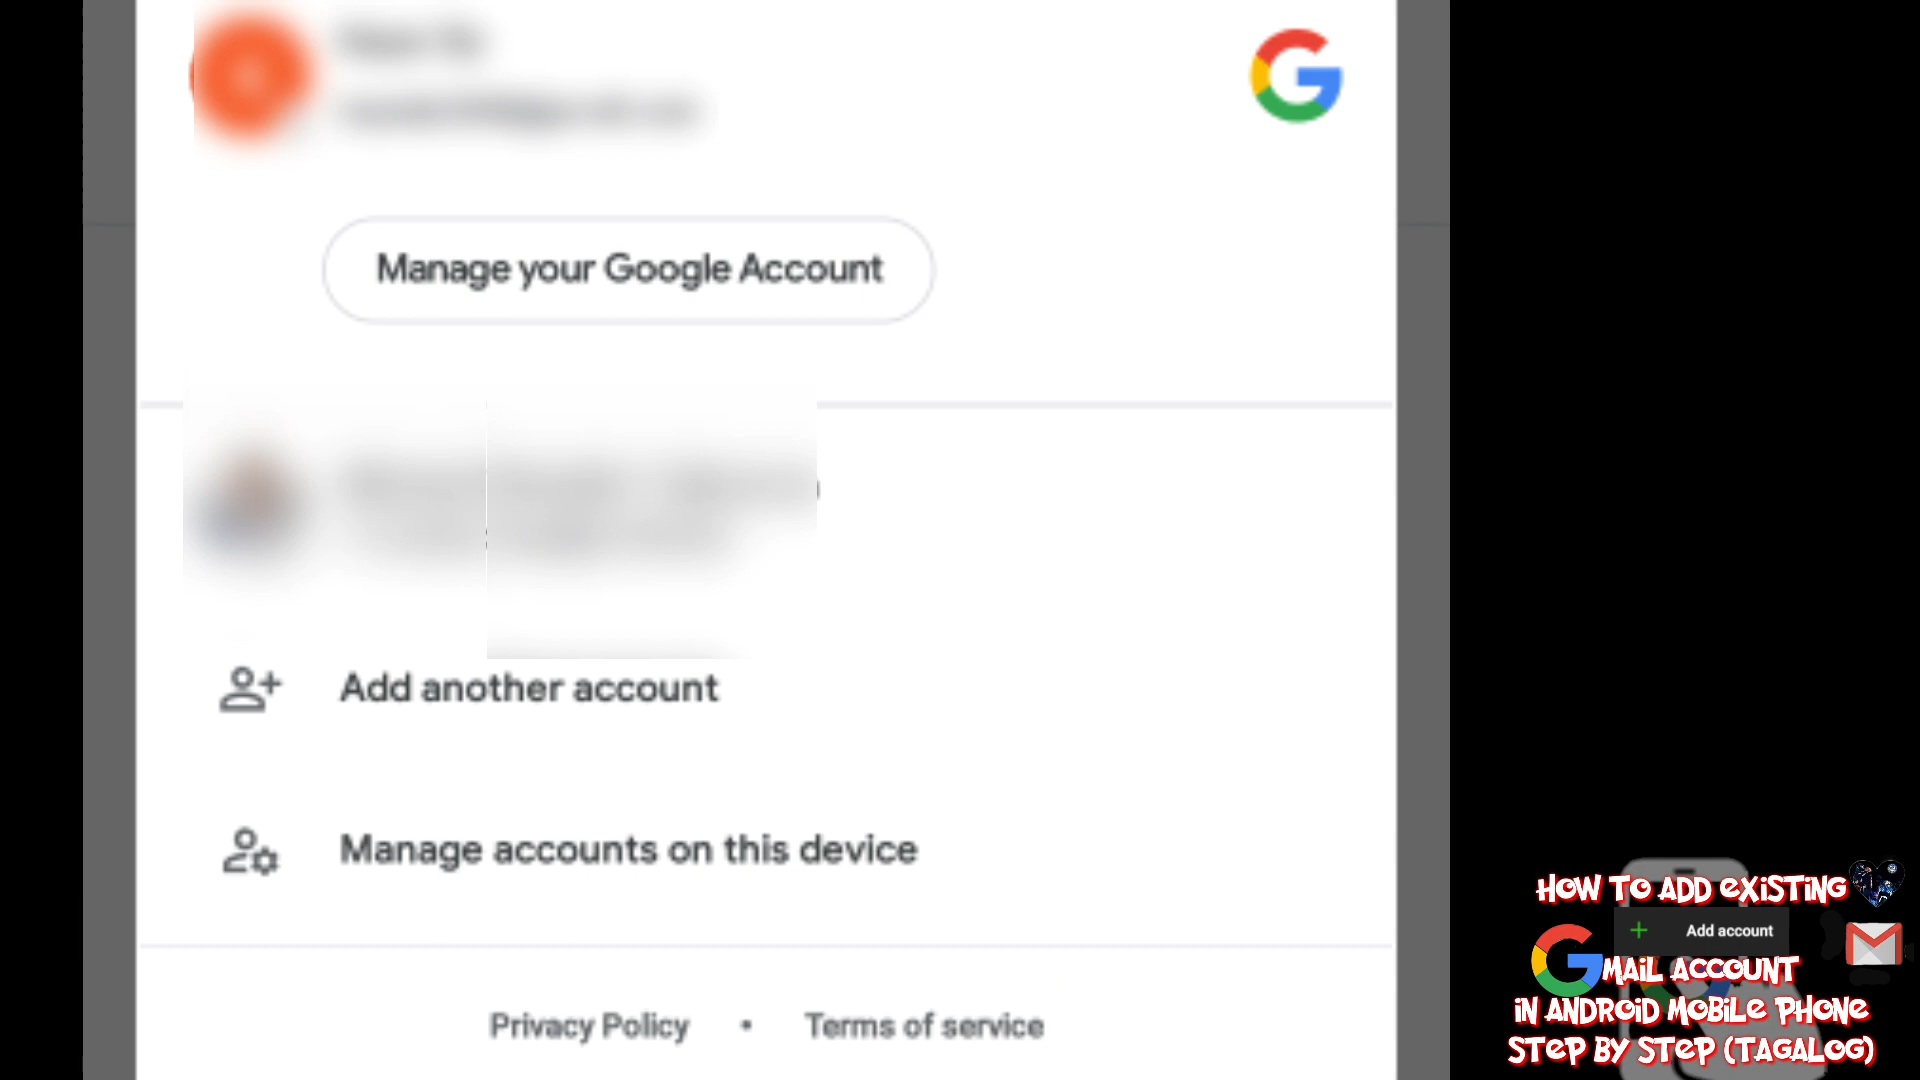 Manage your Google Account
Add another account
Manage accounts on this device
Privacy Policy • Terms of service
HOW TO ADD EXISTING
+ Add account
GMAIL ACCOUNT
IN ANDROID MOBILE PHONE
STEP BY STEP (TAGALOG)